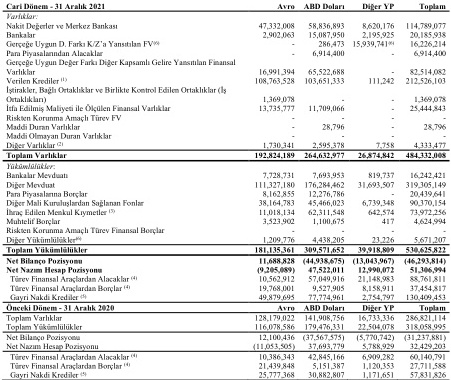 Cari Dönem - 31 Aralık 2021 Avro ABD Doları Diğer YP Toplam
Varlıklar:
Nakit Değerler ve Merkez Bankası 47,332,008 58,836,893 8,620,176 114,789,077
Bankalar 2,902,063 15,087,950 2,195,925 20,185,938
Gerçeğe Uygun D. Farkı K/Z'a Yansıtılan FV(6) - 286,473 15,939,741(6) 16,226,214
Para Piyasalarından Alacaklar - 6,914,400 - 6,914,400
Gerçeğe Uygun Değer Farkı Diğer Kapsamlı Gelire Yansıtılan Finansal
Varlıklar 16,991,394 65,522,688 - 82,514,082
Verilen Krediler (1) 108,763,528 103,651,333 111,242 212,526,103
İştirakler, Bağlı Ortaklıklar ve Birlikte Kontrol Edilen Ortaklıklar (İş
Ortaklıkları) 1,369,078 - - 1,369,078
İtfa Edilmiş Maliyeti ile Ölçülen Finansal Varlıklar 13,735,777 11,709,066 - 25,444,843
Riskten Korunma Amaçlı Türev FV - - - -
Maddi Duran Varlıklar - 28,796 - 28,796
Maddi Olmayan Duran Varlıklar - - - -
Diğer Varlıklar (2) 1,730,341 2,595,378 7,758 4,333,477
Toplam Varlıklar 192,824,189 264,632,977 26,874,842 484,332,008
Yükümlülükler:
Bankalar Mevduatı 7,728,731 7,693,953 819,737 16,242,421
Diğer Mevduat 111,327,180 176,284,462 31,693,507 319,305,149
Para Piyasalarına Borçlar 8,162,855 12,276,786 - 20,439,641
Diğer Mali Kuruluşlardan Sağlanan Fonlar 38,164,783 45,466,023 6,739,348 90,370,154
İhraç Edilen Menkul Kıymetler (3) 11,018,134 62,311,548 642,574 73,972,256
Muhtelif Borçlar 3,523,902 1,100,675 417 4,624,994
Riskten Korunma Amaçlı Türev Finansal Borçlar - - - -
Diğer Yükümlülükler(6) 1,209,776 4,438,205 23,226 5,671,207
Toplam Yükümlülükler 181,135,361 309,571,652 39,918,809 530,625,822
Net Bilanço Pozisyonu 11,688,828 (44,938,675) (13,043,967) (46,293,814)
Net Nazım Hesap Pozisyonu (9,205,089) 47,522,011 12,990,072 51,306,994
Türev Finansal Araçlardan Alacaklar (4) 10,562,912 57,049,916 21,148,983 88,761,811
Türev Finansal Araçlardan Borçlar (4) 19,768,001 9,527,905 8,158,911 37,454,817
Gayri Nakdi Krediler (5) 49,879,695 77,774,961 2,754,797 130,409,453
Önceki Dönem - 31 Aralık 2020
Toplam Varlıklar 128,179,022 141,908,756 16,733,336 286,821,114
Toplam Yükümlülükler 116,078,586 179,476,331 22,504,078 318,058,995
Net Bilanço Pozisyonu 12,100,436 (37,567,575) (5,770,742) (31,237,881)
Net Nazım Hesap Pozisyonu (11,053,505) 37,693,779 5,788,929 32,429,203
Türev Finansal Araçlardan Alacaklar (4) 10,386,343 42,845,166 6,909,282 60,140,791
Türev Finansal Araçlardan Borçlar (4) 21,439,848 5,151,387 1,120,353 27,711,588
Gayri Nakdi Krediler (5) 25,777,368 30,882,807 1,171,651 57,831,826